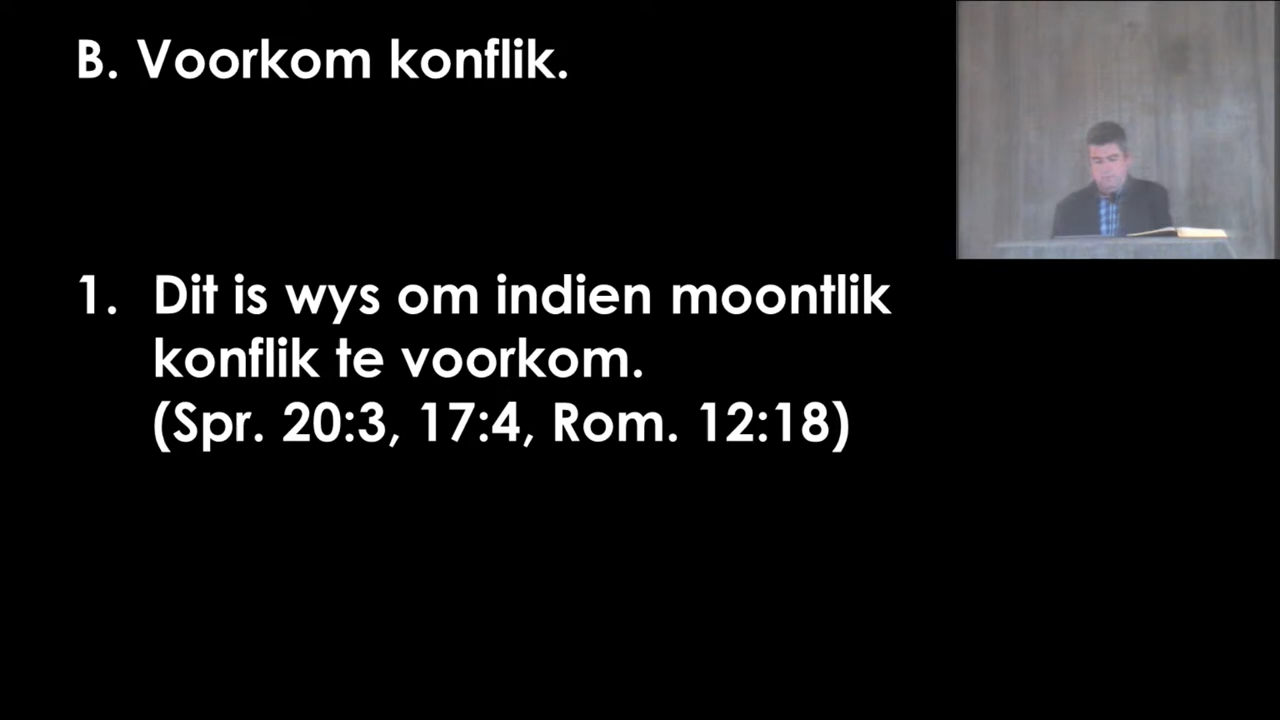 B. Voorkom konflik.
1. Dit is wys om indien moontlik
konflik te voorkom.
(Spr. 20:3, 17:4, Rom. 12:18)